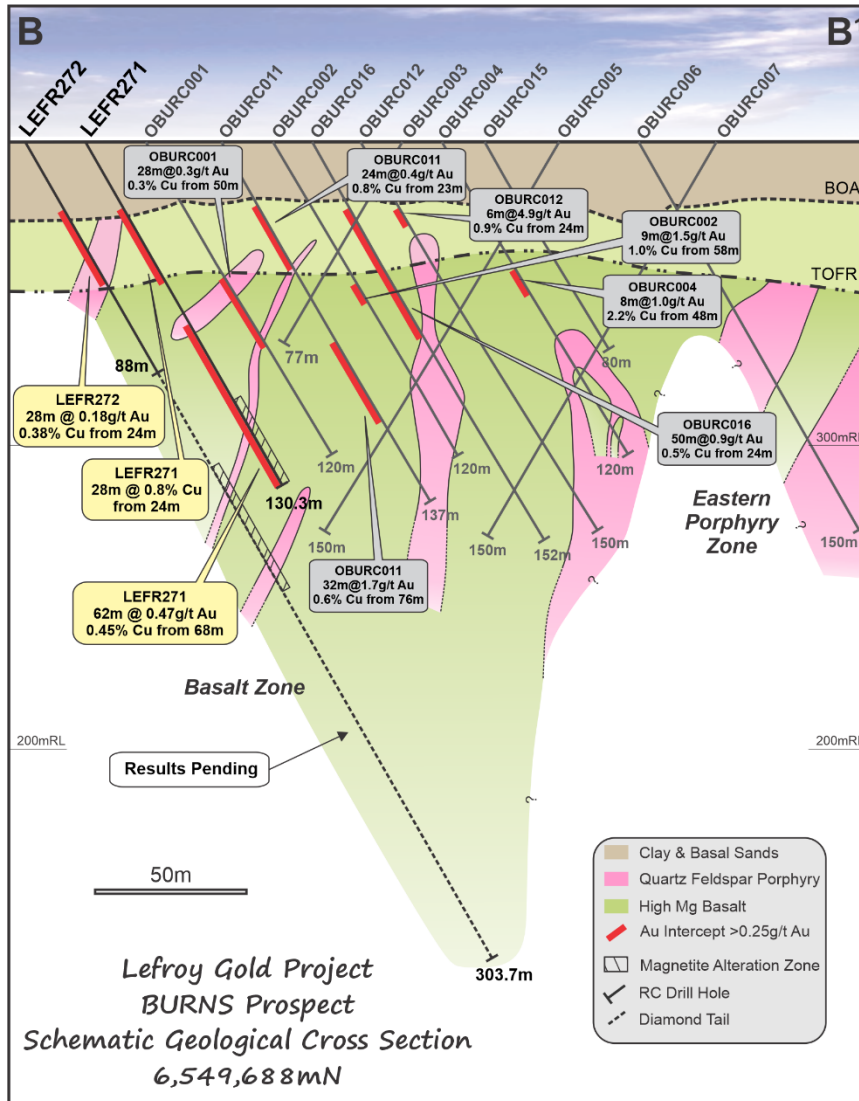 B
B'
LEFR272
LEFR271
OBURC001
OBURC011
OBURC002
OBURC016
OBURC012
OBURC003
OBURC004
OBURC015
OBURC005
OBURC006
OBURC007
OBURC001
28m@0.3g/t Au
0.3% Cu from 50m
OBURC011
24m@0.4g/t Au
0.8% Cu from 23m
OBURC012
6m@4.9g/t Au
0.9% Cu from 24m
OBURC002
9m@1.5g/t Au
1.0% Cu from 58m
OBURC004
8m@1.0g/t Au
2.2% Cu from 48m
BOA
TOFR
77m
80m
88m
LEFR272
28m @ 0.18g/t Au
0.38% Cu from 24m
OBURC016
50m@0.9g/t Au
0.5% Cu from 24m
300mRL
LEFR271
28m @ 0.8% Cu
from 24m
120m
120m
120m
130.3m
137m
150m
150m
152m
150m
150m
Eastern
Porphyry
Zone
OBURC011
32m@1.7g/t Au
0.6% Cu from 76m
LEFR271
62m @ 0.47g/t Au
0.45% Cu from 68m
?
?
?
?
?
?
Basalt Zone
200mRL
200mRL
Results Pending
50m
303.7m
Clay & Basal Sands
Quartz Feldspar Porphyry
High Mg Basalt
Au Intercept >0.25g/t Au
Magnetite Alteration Zone
RC Drill Hole
Diamond Tail
Lefroy Gold Project
BURNS Prospect
Schematic Geological Cross Section
6,549,688mN